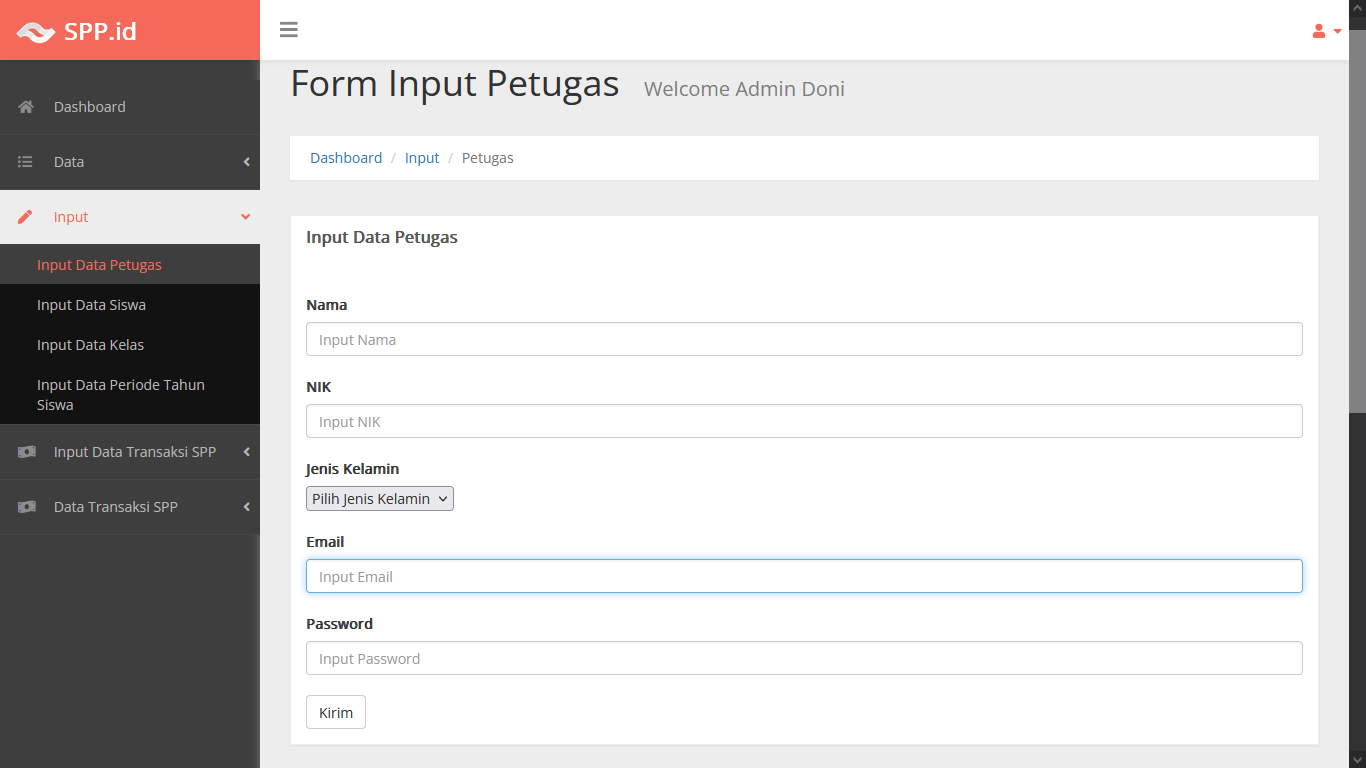 SPP.id
Dashboard
Data
Input
Input Data Petugas
Input Data Siswa
Input Data Kelas
Input Data Periode Tahun
Siswa
Input Data Transaksi SPP
Data Transaksi SPP
Form Input Petugas Welcome Admin Doni
Dashboard / Input / Petugas
Input Data Petugas
Nama
Input Nama
NIK
Input NIK
Jenis Kelamin
Pilih Jenis Kelamin
Email
Input Email
Password
Input Password
Kirim